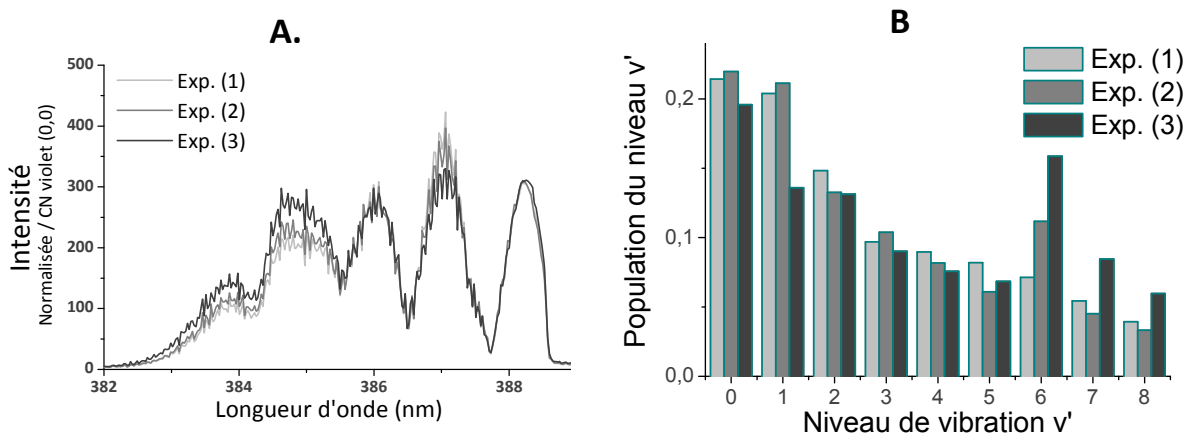 A.
Exp. (1)
Exp. (2)
Exp. (3)
Intensité
Normalisée / CN violet (0,0)
500
400
300
200
100
0
382
384
386
388
Longueur d'onde (nm)
B
Exp. (1)
Exp. (2)
Exp. (3)
Population du niveau v'
0,2
0,1
0,0
0 1 2 3 4 5 6 7 8
Niveau de vibration v'